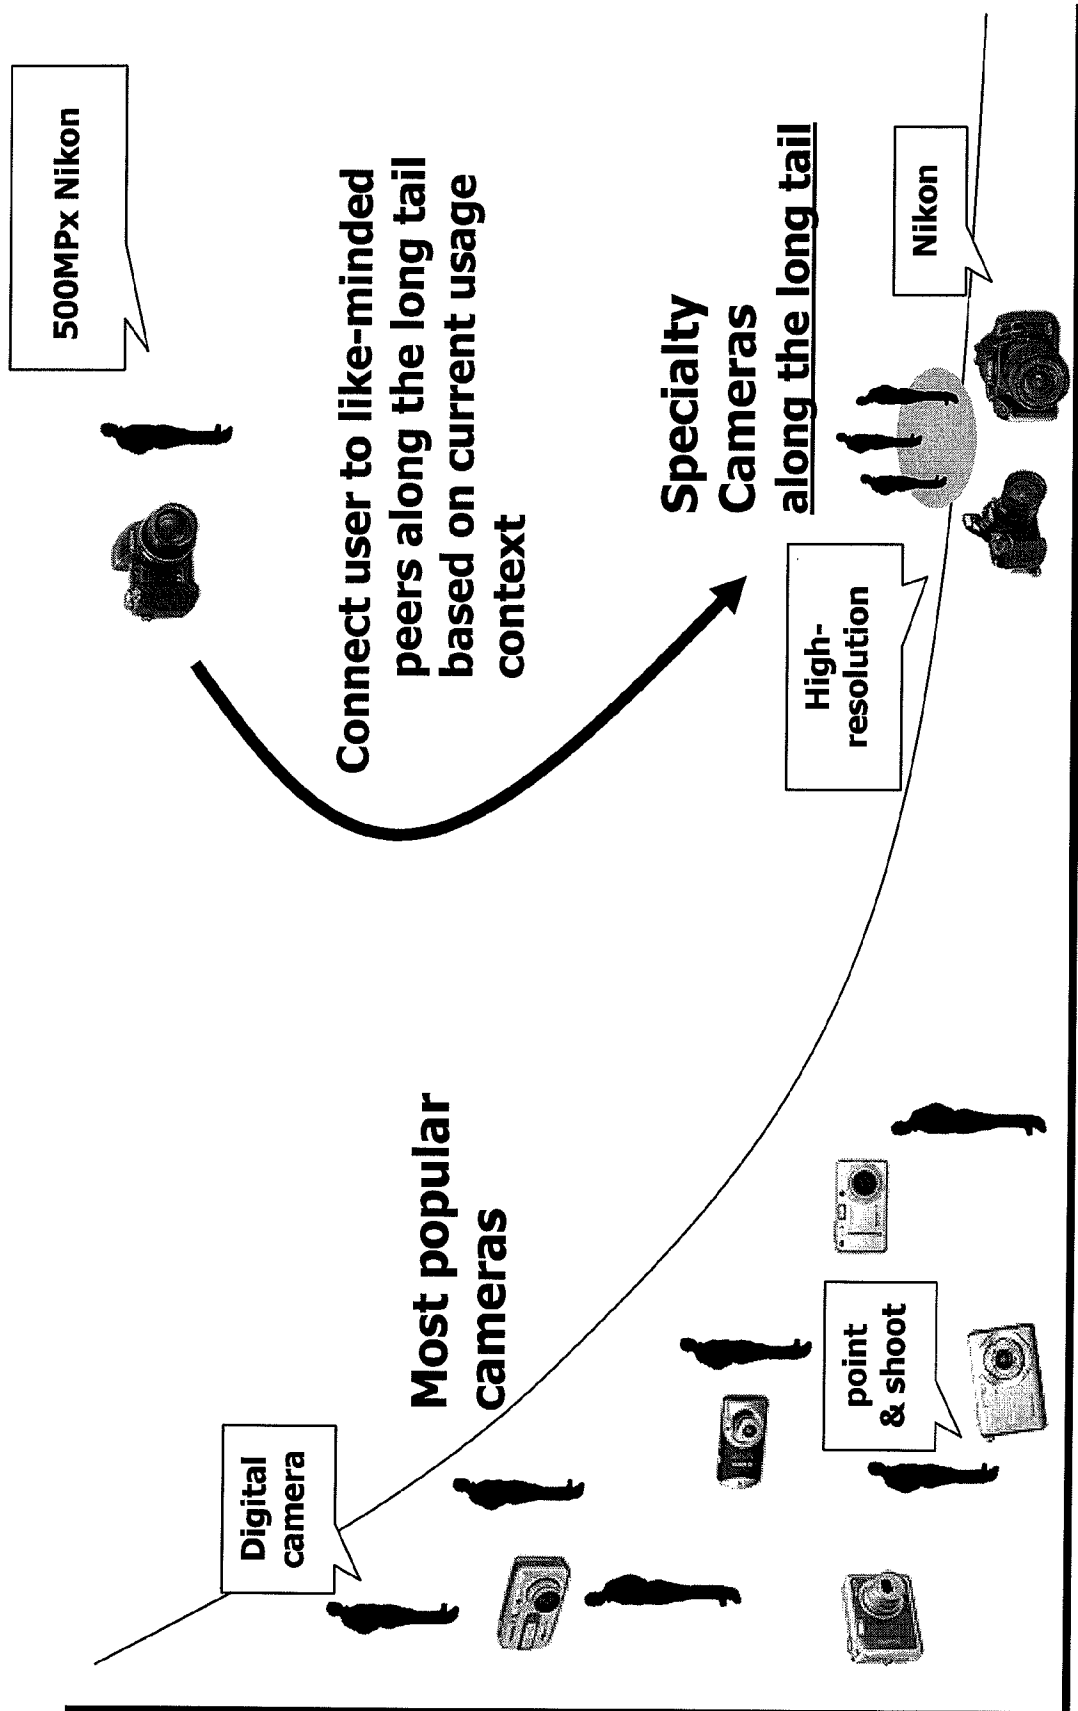 500MPx Nikon
Connect user to like-minded
peers along the long tail
based on current usage
context
Digital
camera
Most popular
cameras
Specialty
Cameras
along the long tail
High-
resolution
Nikon
point
& shoot